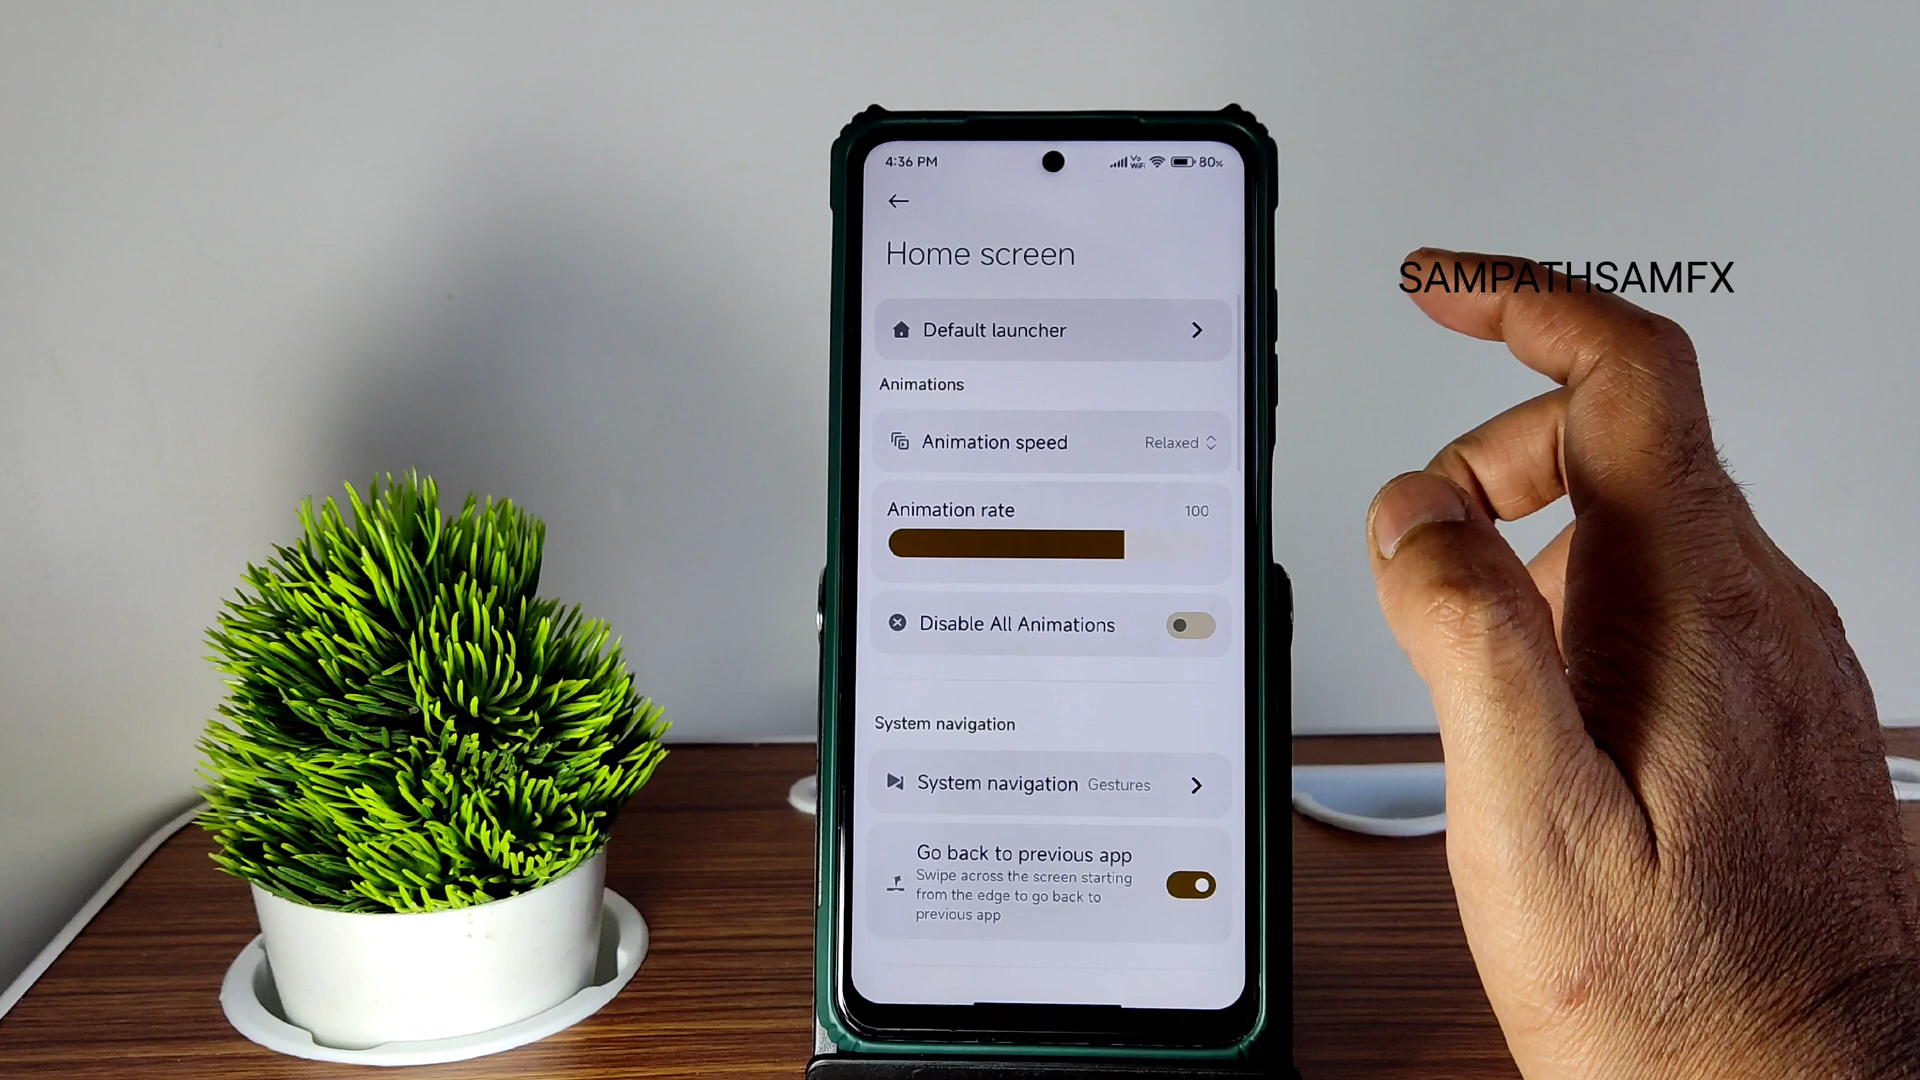 4:36 PM
Vo
WiFi
80%
Home screen
Default launcher
Animations
Animation speed Relaxed
Animation rate 100
Disable All Animations
System navigation
System navigation Gestures
Go back to previous app
Swipe across the screen starting
from the edge to go back to
previous app
SAMPATHSAMFX